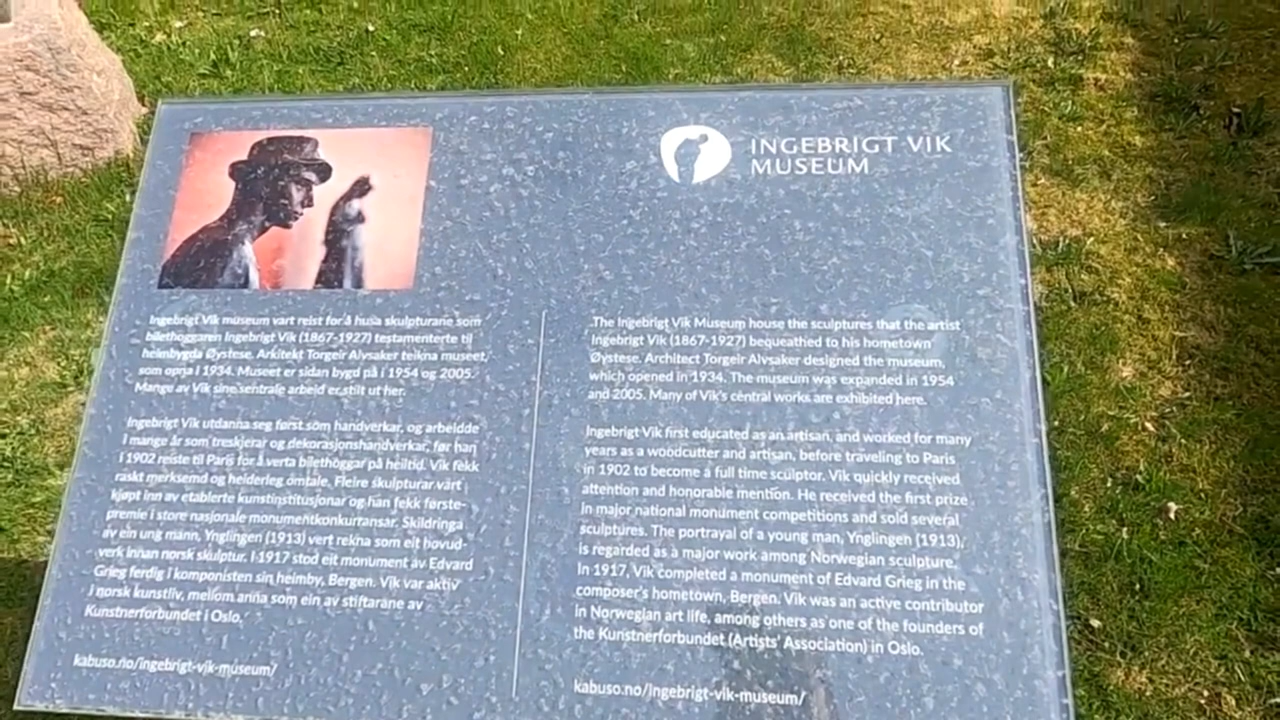 INGEBRIGT VIK
MUSEUM
Ingebrigt Vik museum vart reist for å husa skulpturane som
bilethoggaren Ingebrigt Vik (1867-1927) testamenterte til
heimbygda Øystese. Arkitekt Torgeir Alvsaker teikna museet,
som opna i 1934. Museet er sidan bygd på i 1954 og 2005.
Mange av Vik sine sentrale arbeid er stilt ut her.
Ingebrigt Vik utdanna seg først som handverkar, og arbeidde
i mange år som treskjerar og dekorasjonshandverkar, før han
i 1902 reiste til Paris for å verta bilethoggar på heiltid. Vik fekk
raskt merksemd og heiderleg omtale. Fleire skulpturar vart
kjøpt inn av etablerte kunstinstitusjonar og han fekk første-
premie i store nasjonale monumentkonkurransar. Skildringa
av ein ung mann, Ynglingen (1913) vert rekna som eit hovud-
verk innan norsk skulptur. I 1917 stod eit monument av Edvard
Grieg ferdig i komponisten sin heimby, Bergen. Vik var aktiv
i norsk kunstliv, mellom anna som ein av stiftarane av
Kunstnerforbundet i Oslo.
kabuso.no/ingebrigt-vik-museum/
The Ingebrigt Vik Museum house the sculptures that the artist
Ingebrigt Vik (1867-1927) bequeathed to his hometown
Øystese. Architect Torgeir Alvsaker designed the museum,
which opened in 1934. The museum was expanded in 1954
and 2005. Many of Vik's central works are exhibited here.
Ingebrigt Vik first educated as an artisan, and worked for many
years as a woodcutter and artisan, before traveling to Paris
in 1902 to become a full time sculptor. Vik quickly received
attention and honorable mention. He received the first prize
in major national monument competitions and sold several
sculptures. The portrayal of a young man, Ynglingen (1913),
is regarded as a major work among Norwegian sculpture.
In 1917, Vik completed a monument of Edvard Grieg in the
composer's hometown, Bergen. Vik was an active contributor
in Norwegian art life, among others as one of the founders of
the Kunstnerforbundet (Artists' Association) in Oslo.
kabuso.no/ingebrigt-vik-museum/